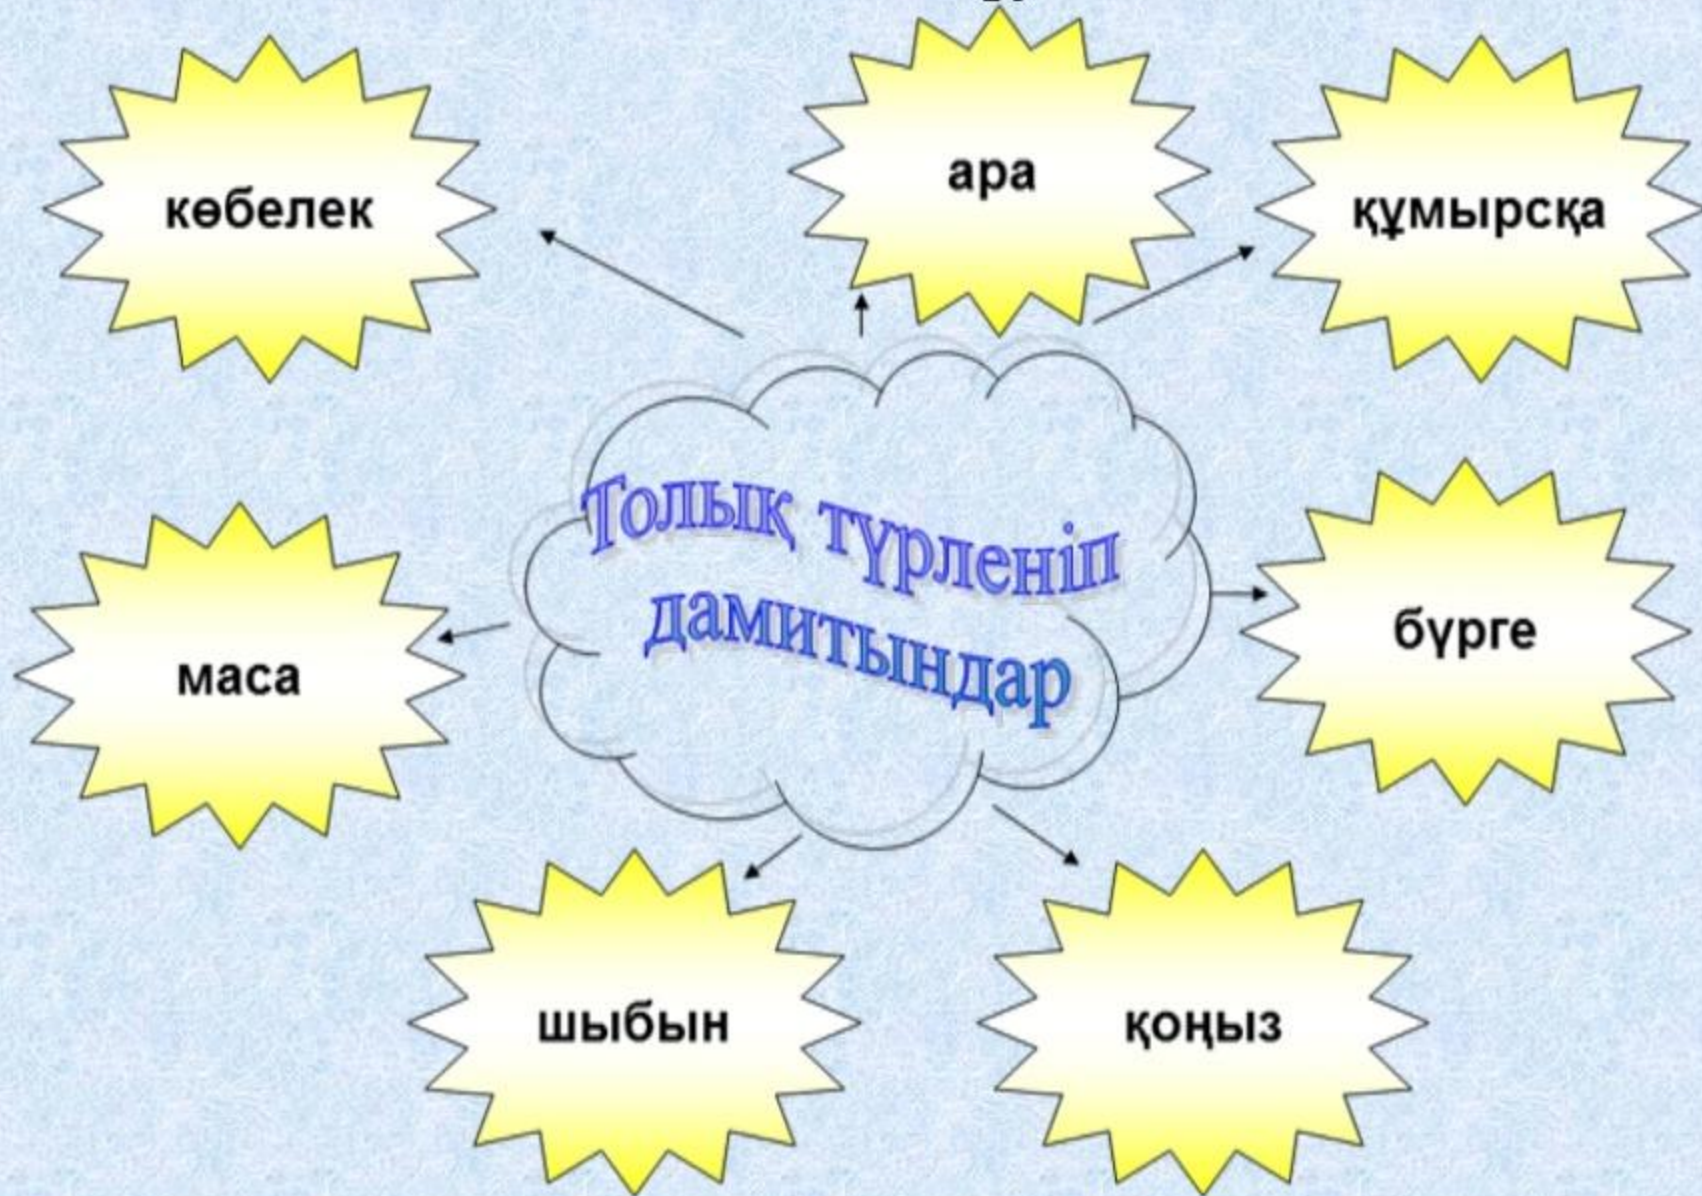 көбелек
ара
құмырсқа
Толық түрленіп
дамитындар
маса
бүрге
шыбын
қоңыз